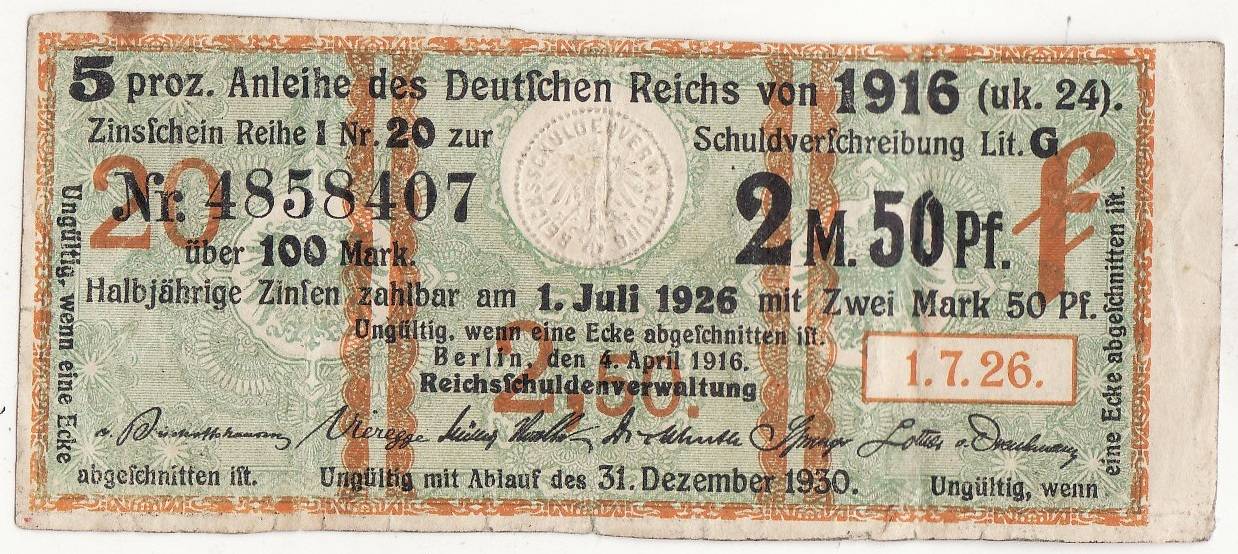 5 proz. Anleihe des Deutſchen Reichs von 1916 (uk. 24).
Zinsſchein Reihe I Nr. 20 zur Schuldverſchreibung Lit. G
REICHSSCHULDENVERWALTUNG
20
Nr. 4858407
2 M. 50 Pf.
über 100 Mark.
Halbjährige Zinſen zahlbar am 1. Juli 1926 mit Zwei Mark 50 Pf.
Ungültig, wenn eine Ecke abgeſchnitten iſt.
Berlin, den 4. April 1916.
1. 7. 26.
Reichsſchuldenverwaltung
2,50.
Vieregge
Springer
Ungültig, wenn eine Ecke
abgeſchnitten iſt.
Ungültig mit Ablauf des 31. Dezember 1930.
Ungültig, wenn
eine Ecke abgeſchnitten iſt.